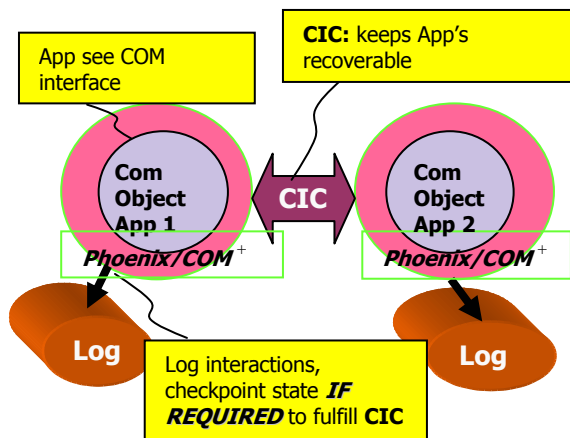 App see COM
interface
CIC: keeps App's
recoverable
Com
Object
App 1
CIC
Com
Object
App 2
Phoenix/COM+
Phoenix/COM+
Log
Log
Log interactions,
checkpoint state IF
REQUIRED to fulfill CIC